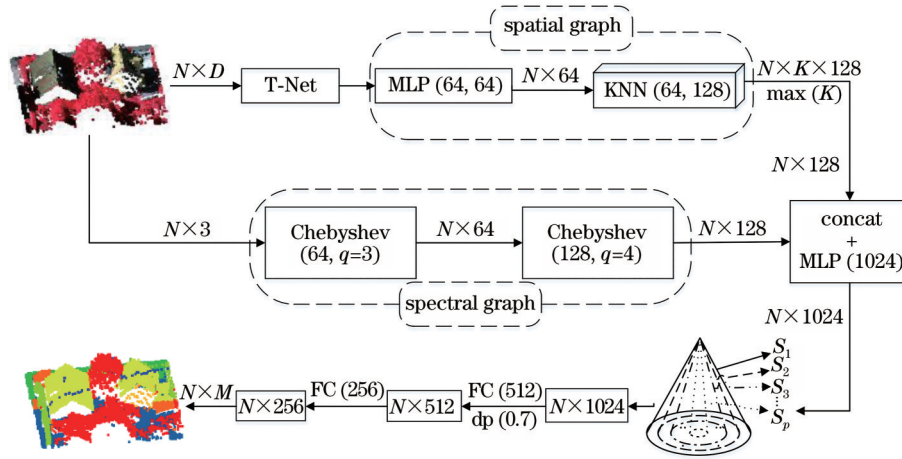 spatial graph
N×D
T-Net
MLP (64, 64)
N×64
KNN (64, 128)
N×K×128
max (K)
N×128
N×3
Chebyshev
(64, q=3)
N×64
Chebyshev
(128, q=4)
N×128
concat
+
MLP (1024)
spectral graph
N×1024
S₁
S₂
S₃
⋮
Sₚ
N×M
N×256
FC (256)
N×512
FC (512)
dp (0.7)
N×1024